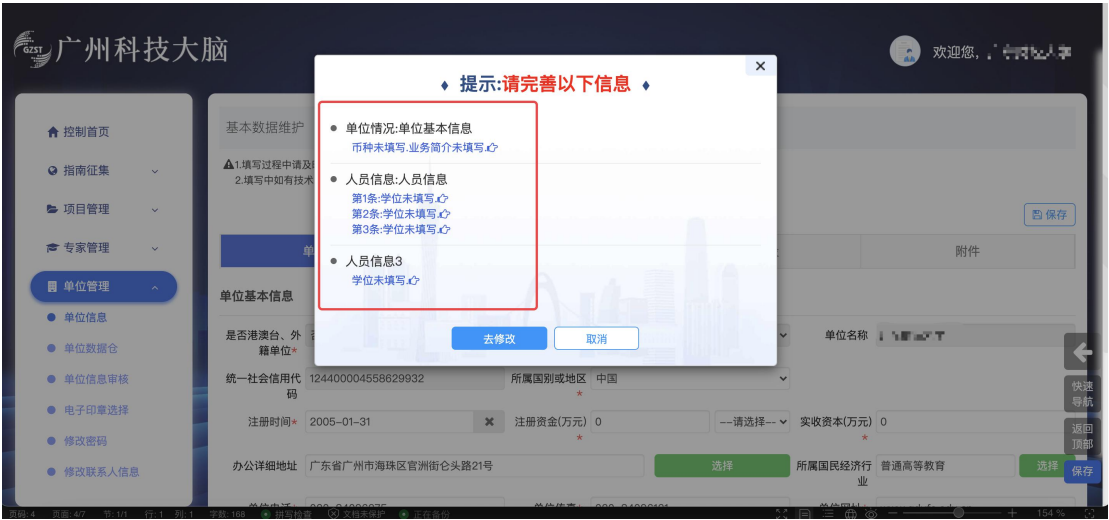 GZST 广州科技大脑
欢迎您,
提示:请完善以下信息
单位情况:单位基本信息
币种未填写.业务简介未填写.
人员信息:人员信息
第1条:学位未填写.
第2条:学位未填写.
第3条:学位未填写.
人员信息3
学位未填写.
去修改
取消
控制首页
指南征集
项目管理
专家管理
单位管理
单位信息
单位数据仓
单位信息审核
电子印章选择
修改密码
修改联系人信息
基本数据维护
1.填写过程中请及
2.填写中如有技术
保存
附件
单位基本信息
是否港澳台、外籍单位*
单位名称
统一社会信用代码
124400004558629932
所属国别或地区*
中国
注册时间*
2005-01-31
注册资金(万元)*
0
---请选择---
实收资本(万元)*
0
办公详细地址
广东省广州市海珠区官洲街仑头路21号
选择
所属国民经济行业
普通高等教育
选择
快速
导航
返回
顶部
保存
页码: 4 页面: 4/7 节: 1/1 行: 1 列: 1 字数: 168 拼写检查 文档未保护 正在备份 154 %